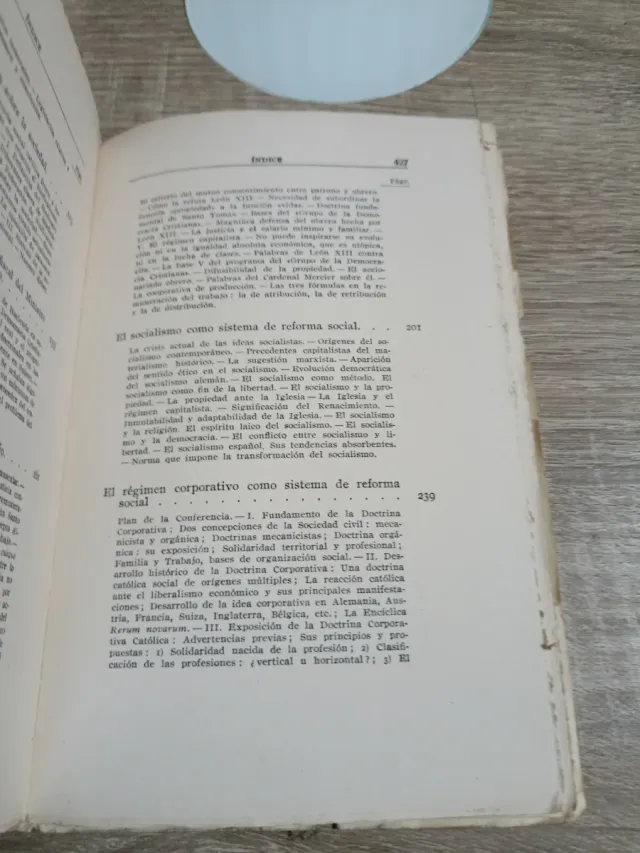 ÍNDICE
427
Págs.
El criterio del mutuo consentimiento entre patrono y obrero
— Cómo la refuta León XIII. — Necesidad de subordinar la
función «propiedad» a la función «vida». — Doctrina funda-
mental de Santo Tomás. — Bases del «Grupo de la Demo-
cracia Cristiana». — Magnífica defensa del obrero hecha por
León XIII. — La justicia y el salario mínimo y familiar. —
V. El régimen capitalista. — No puede inspirarse su evolu-
ción ni en la igualdad absoluta económica, que es utópica,
ni en la lucha de clases. — Palabras de León XIII contra
ella. — La base V del programa del «Grupo de la Democra-
cia Cristiana». — Difusibilidad de la propiedad. — El accio-
nariado obrero. — Palabras del Cardenal Mercier sobre él. —
La cooperativa de producción. — Las tres fórmulas en la re-
muneración del trabajo: la de atribución, la de retribución
y la de distribución.
El socialismo como sistema de reforma social. . . 201
La crisis actual de las ideas socialistas. — Orígenes del so-
cialismo contemporáneo. — Precedentes capitalistas del ma-
terialismo histórico. — La sugestión marxista. — Aparición
del sentido ético en el socialismo. — Evolución democrática
del socialismo alemán. — El socialismo como método. El
socialismo como fin de la libertad. — El socialismo y la pro-
piedad. — La propiedad ante la Iglesia — La Iglesia y el
régimen capitalista. — Significación del Renacimiento. —
Inmutabilidad y adaptabilidad de la Iglesia. — El socialismo
y la religión. El espíritu laico del socialismo. — El socialis-
mo y la democracia. — El conflicto entre socialismo y li-
bertad. — El socialismo español. Sus tendencias absorbentes.
— Norma que impone la transformación del socialismo.
El régimen corporativo como sistema de reforma
social . . . . . . . . . . . . . . . . 239
Plan de la Conferencia. — I. Fundamento de la Doctrina
Corporativa: Dos concepciones de la Sociedad civil: meca-
nicista y orgánica; Doctrinas mecanicistas; Doctrina orgá-
nica: su exposición; Solidaridad territorial y profesional;
Familia y Trabajo, bases de organización social. — II. Des-
arrollo histórico de la Doctrina Corporativa: Una doctrina
católica social de orígenes múltiples; La reacción católica
ante el liberalismo económico y sus principales manifesta-
ciones; Desarrollo de la idea corporativa en Alemania, Aus-
tria, Francia, Suiza, Inglaterra, Bélgica, etc.; La Encíclica
Rerum novarum. — III. Exposición de la Doctrina Corpora-
tiva Católica: Advertencias previas; Sus principios y pro-
puestas: 1) Solidaridad nacida de la profesión; 2) Clasifi-
cación de las profesiones: ¿vertical u horizontal?; 3) El